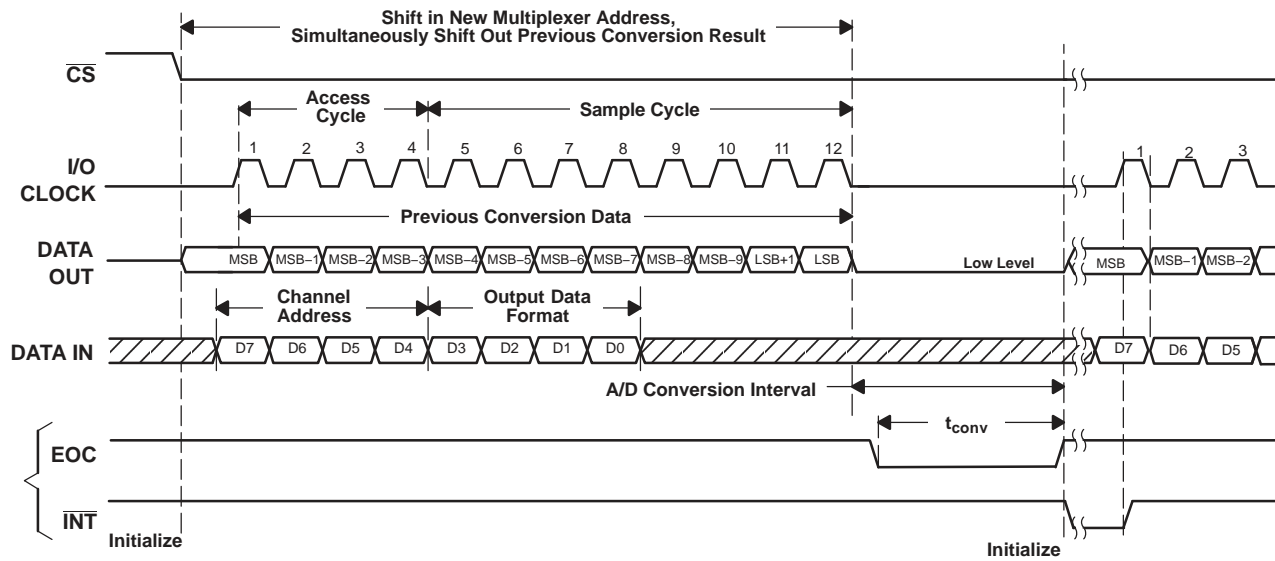 Shift in New Multiplexer Address,
Simultaneously Shift Out Previous Conversion Result
CS
Access
Cycle
Sample Cycle
I/O
CLOCK
1 2 3 4 5 6 7 8 9 10 11 12 1 2 3
Previous Conversion Data
DATA
OUT
MSB MSB–1 MSB–2 MSB–3 MSB–4 MSB–5 MSB–6 MSB–7 MSB–8 MSB–9 LSB+1 LSB Low Level MSB MSB–1 MSB–2
Channel
Address
Output Data
Format
DATA IN D7 D6 D5 D4 D3 D2 D1 D0 D7 D6 D5
A/D Conversion Interval
tconv
EOC
INT
Initialize Initialize